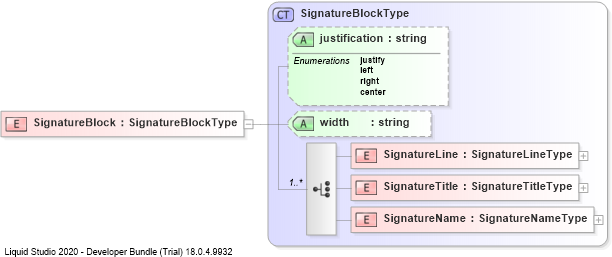 CT SignatureBlockType
A justification : string
Enumerations justify
left
right
center
E SignatureBlock : SignatureBlockType
A width : string
1..*
E SignatureLine : SignatureLineType
E SignatureTitle : SignatureTitleType
E SignatureName : SignatureNameType
Liquid Studio 2020 - Developer Bundle (Trial) 18.0.4.9932